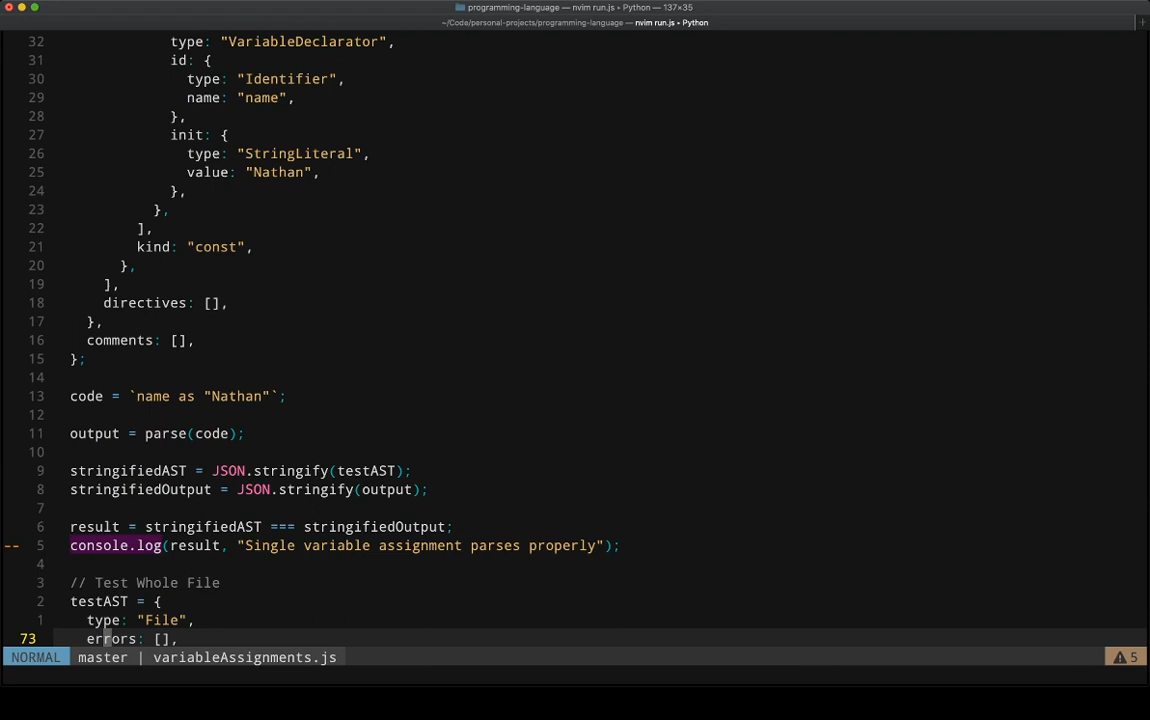 programming-language — nvim run.js • Python — 137×35
~/Code/personal-projects/programming-language — nvim run.js • Python
32 type: "VariableDeclarator",
31 id: {
30 type: "Identifier",
29 name: "name",
28 },
27 init: {
26 type: "StringLiteral",
25 value: "Nathan",
24 },
23 },
22 ],
21 kind: "const",
20 },
19 ],
18 directives: [],
17 },
16 comments: [],
15 };
14
13 code = `name as "Nathan"`;
12
11 output = parse(code);
10
9 stringifiedAST = JSON.stringify(testAST);
8 stringifiedOutput = JSON.stringify(output);
7
6 result = stringifiedAST === stringifiedOutput;
-- 5 console.log(result, "Single variable assignment parses properly");
4
3 // Test Whole File
2 testAST = {
1 type: "File",
73 errors: [],
NORMAL master | variableAssignments.js 5